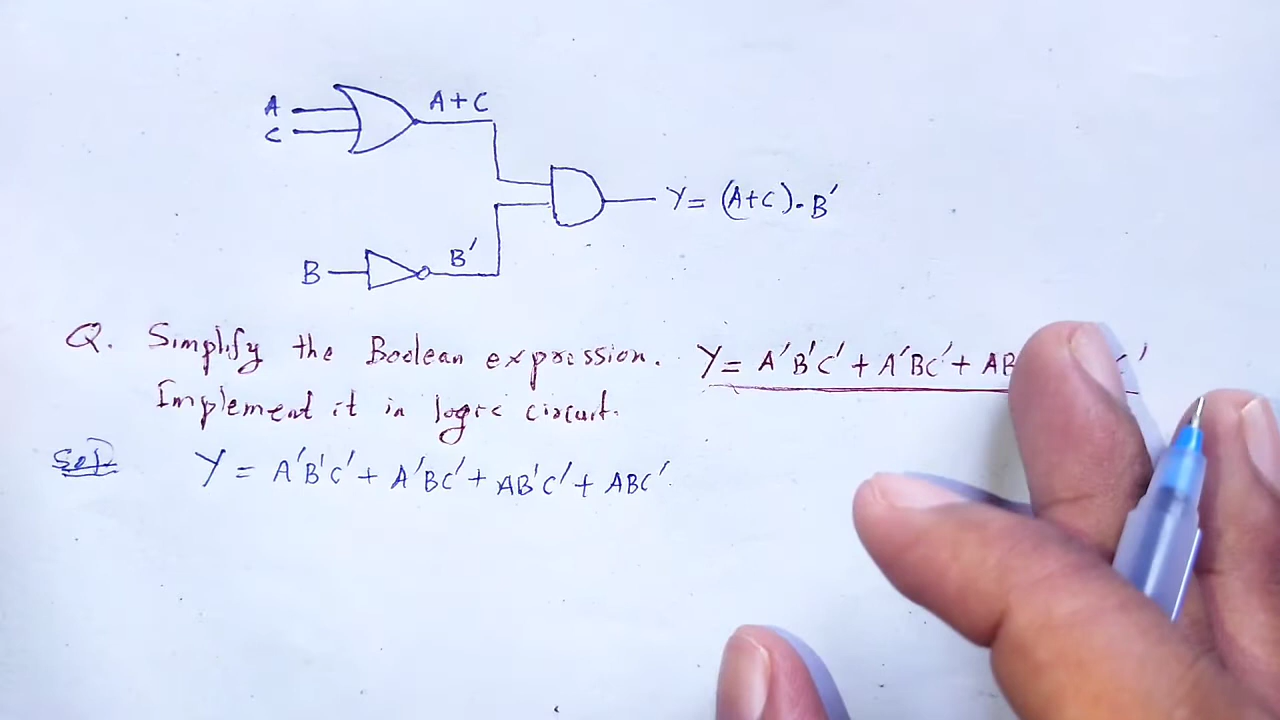 A
C
A+C
Y= (A+C).B'
B
B'
Q. Simplify the Boolean expression. Y= A'B'C' + A'BC' + AB C'
Implement it in logic circuit.
Sol
Y = A'B'C' + A'BC' + AB'C' + ABC'